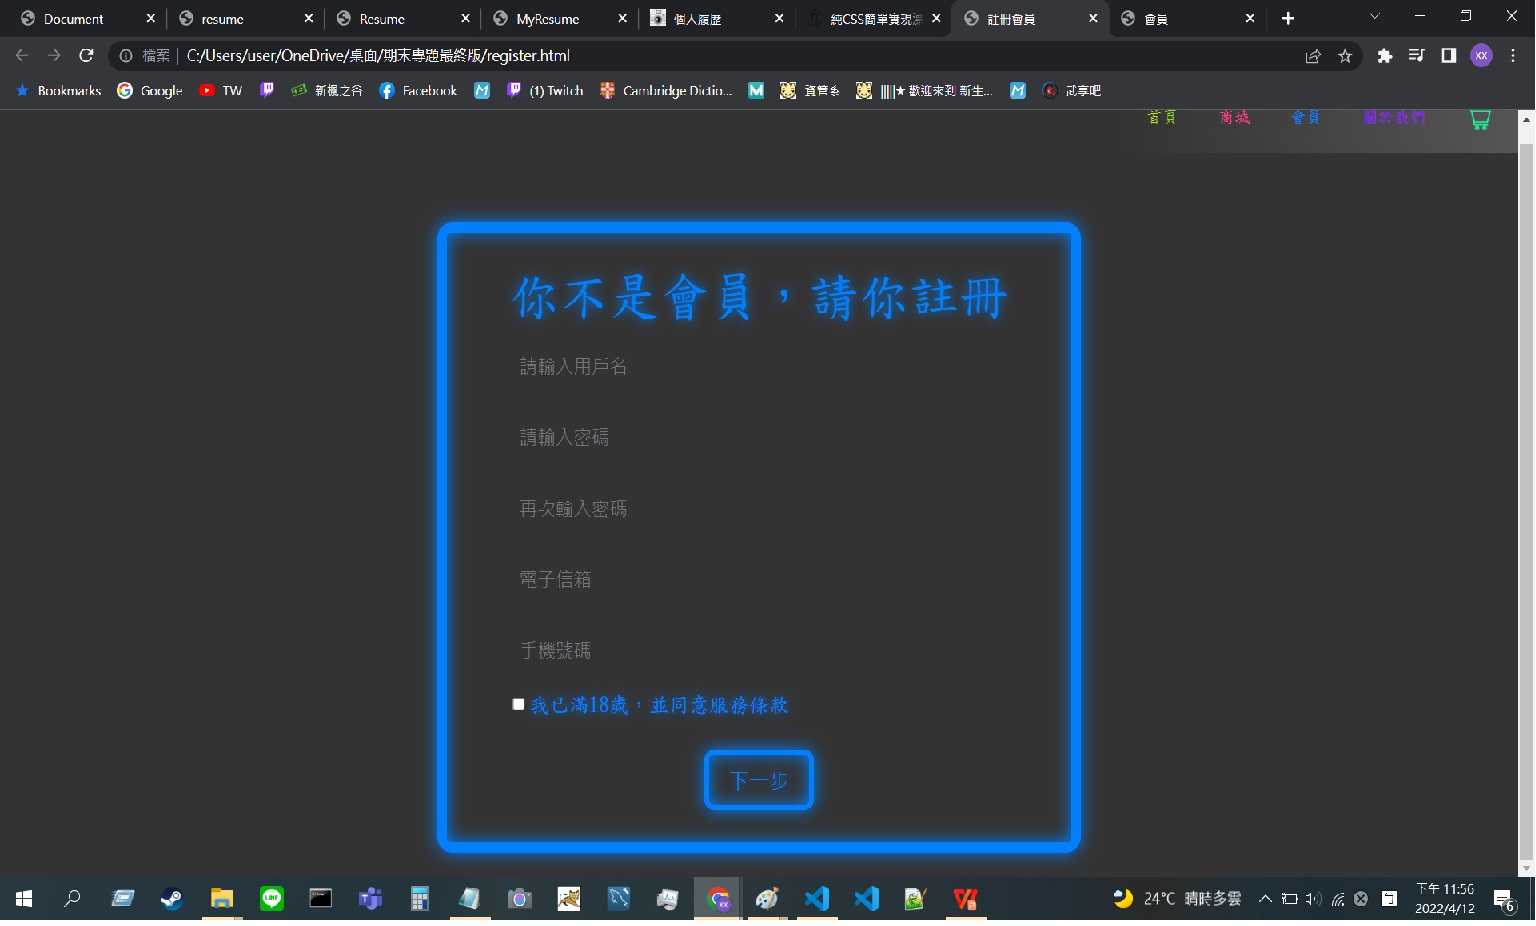 Document
resume
Resume
MyResume
個人履歷
純CSS簡單實現
註冊會員
會員
檔案 C:/Users/user/OneDrive/桌面/期末專題最終版/register.html
XX
Bookmarks
Google
TW
新楓之谷
Facebook
(1) Twitch
Cambridge Dictio...
資管系
|||||★ 歡迎來到 新生...
武享吧
首頁
商城
會員
關於我們
你不是會員,請你註冊
請輸入用戶名
請輸入密碼
再次輸入密碼
電子信箱
手機號碼
我已滿18歲,並同意服務條款
下一步
24°C 晴時多雲
下午 11:56
2022/4/12
6